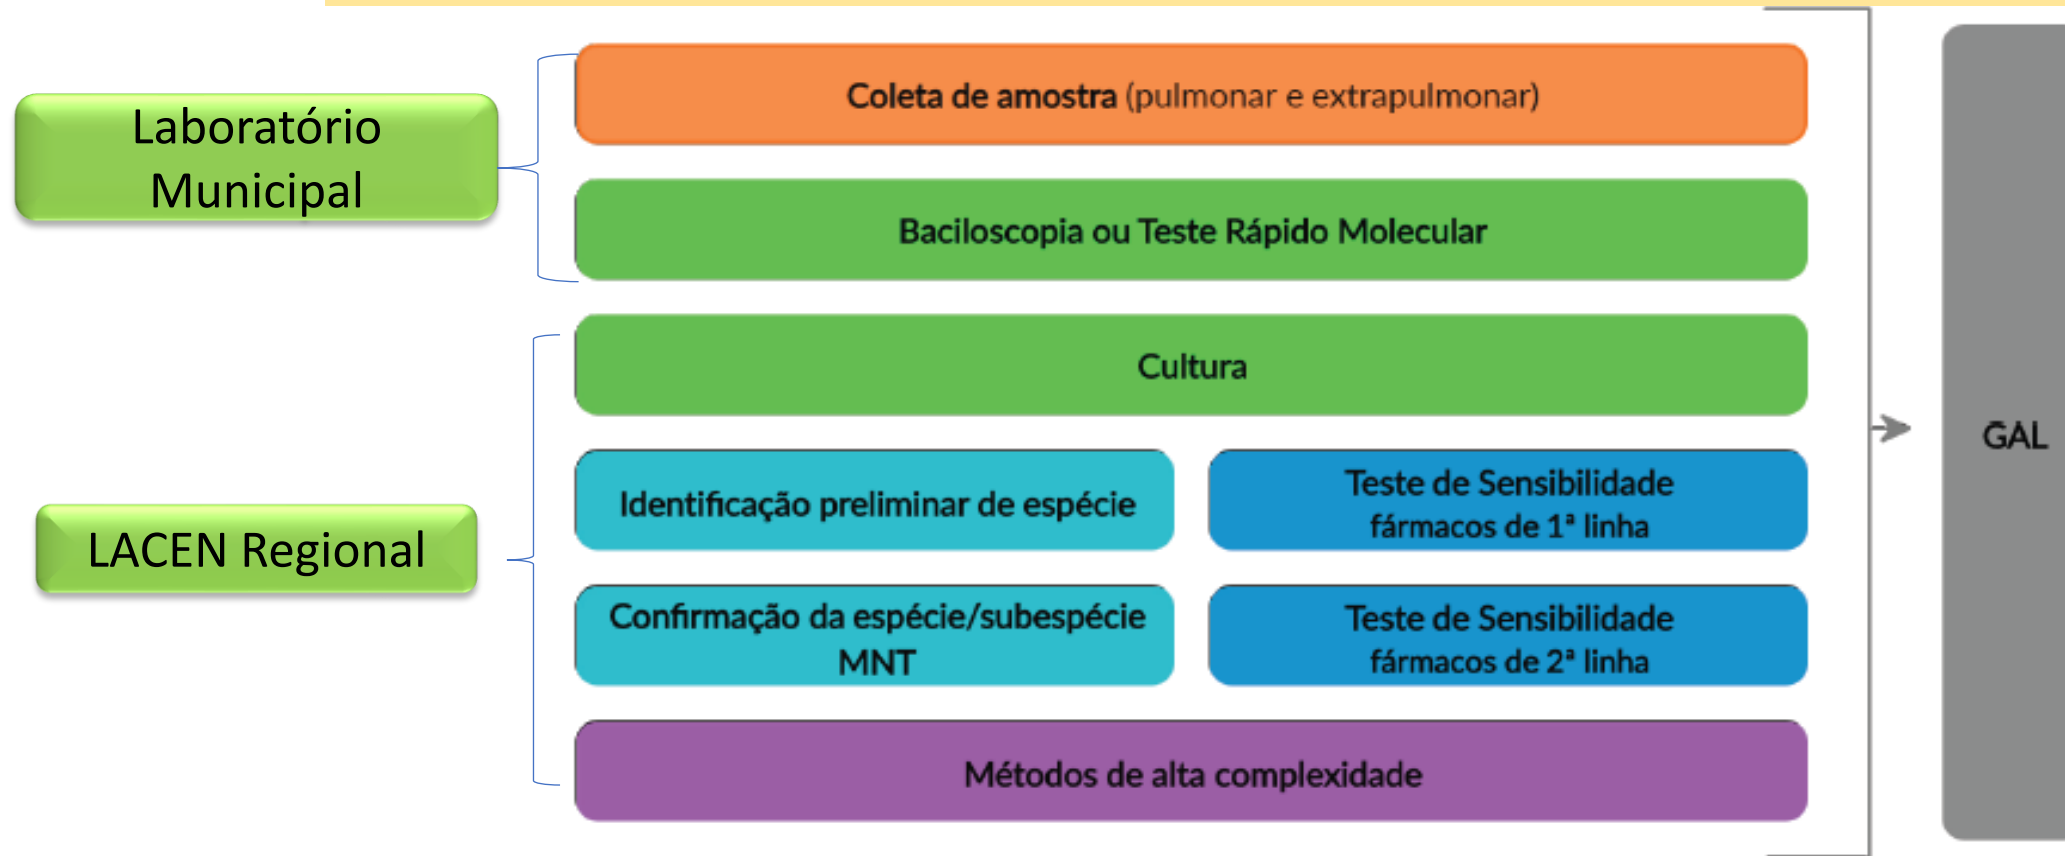 Laboratório
Municipal
Coleta de amostra (pulmonar e extrapulmonar)
Baciloscopia ou Teste Rápido Molecular
Cultura
LACEN Regional
Identificação preliminar de espécie
Teste de Sensibilidade
fármacos de 1ª linha
Confirmação da espécie/subespécie
MNT
Teste de Sensibilidade
fármacos de 2ª linha
Métodos de alta complexidade
GAL